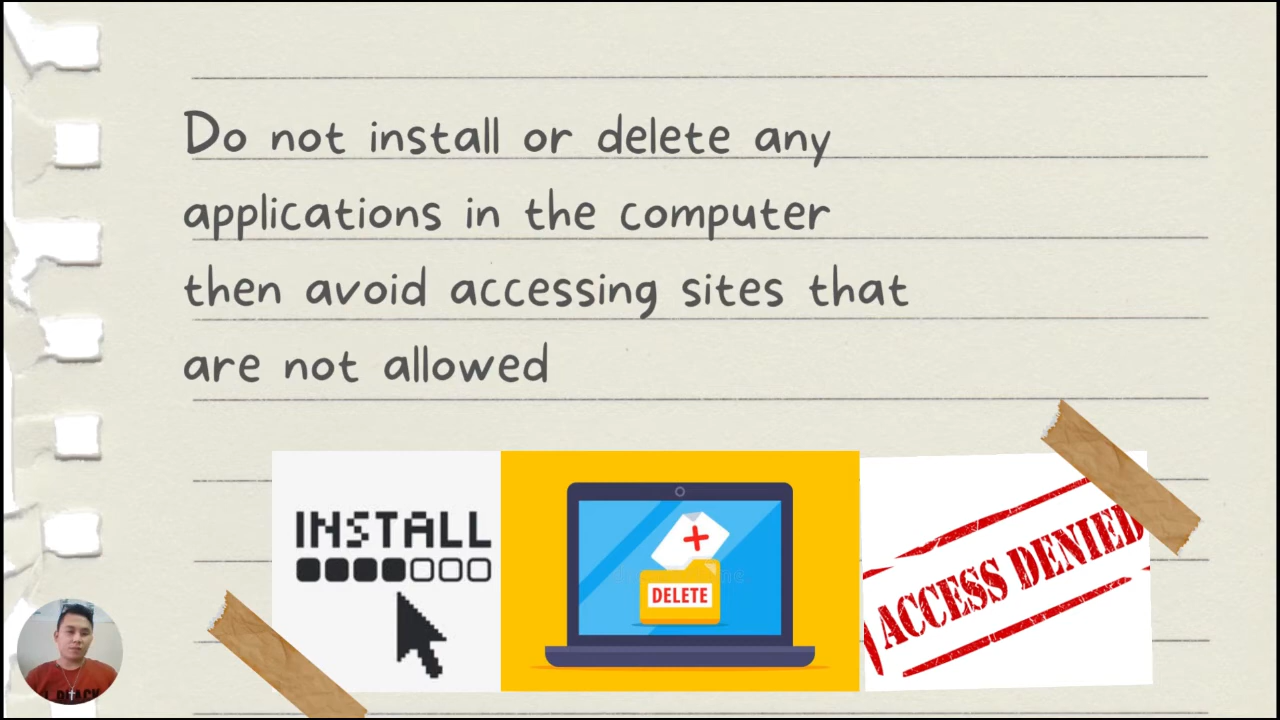 Do not install or delete any
applications in the computer
then avoid accessing sites that
are not allowed
INSTALL
DELETE
ACCESS DENIED